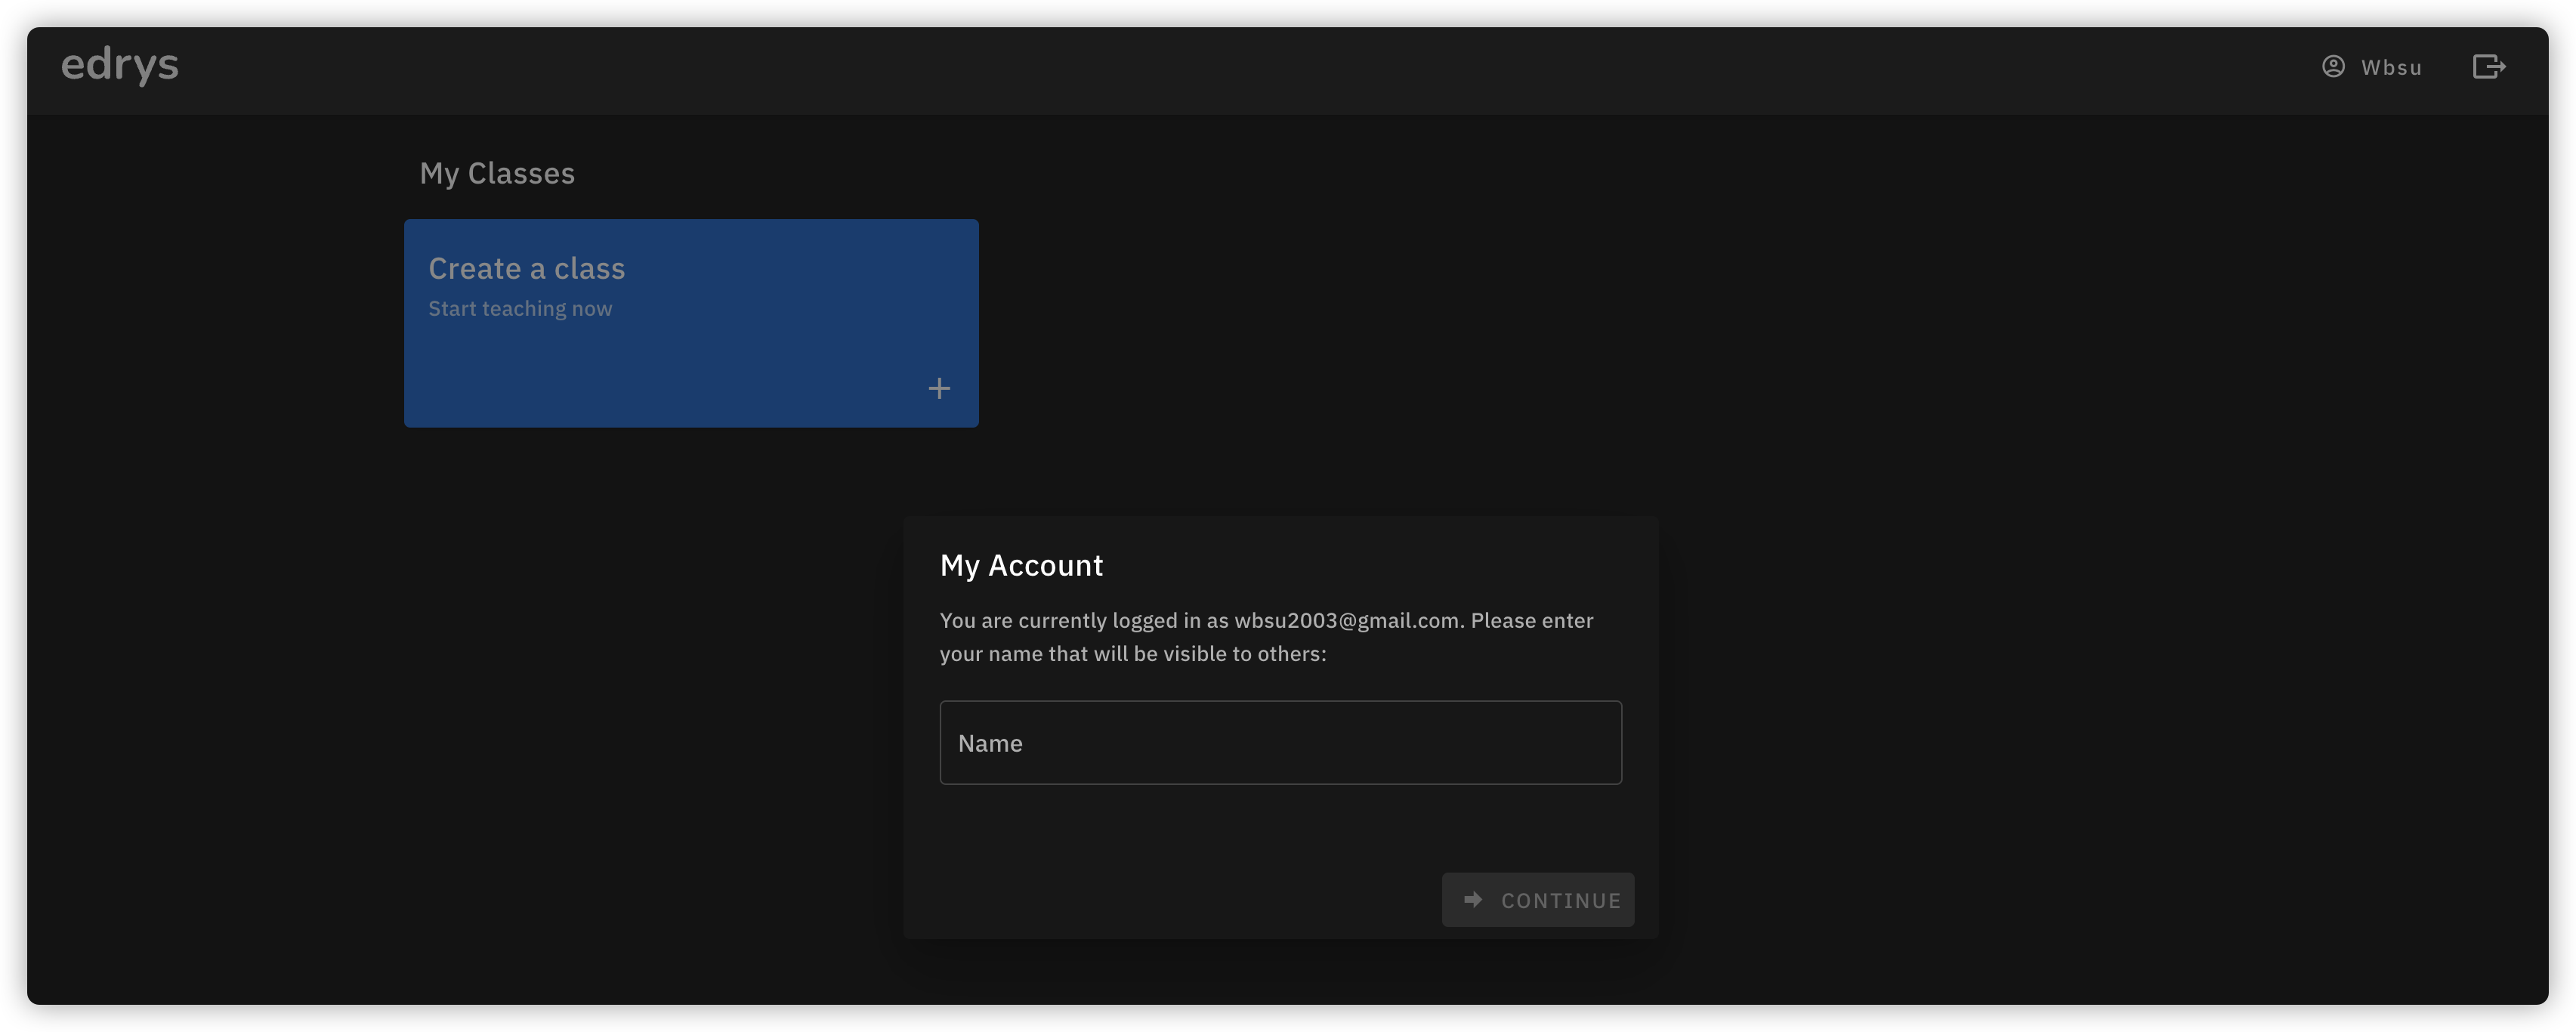 edrys
Wbsu
My Classes
Create a class
Start teaching now
My Account
You are currently logged in as wbsu2003@gmail.com. Please enter
your name that will be visible to others:
Name
CONTINUE